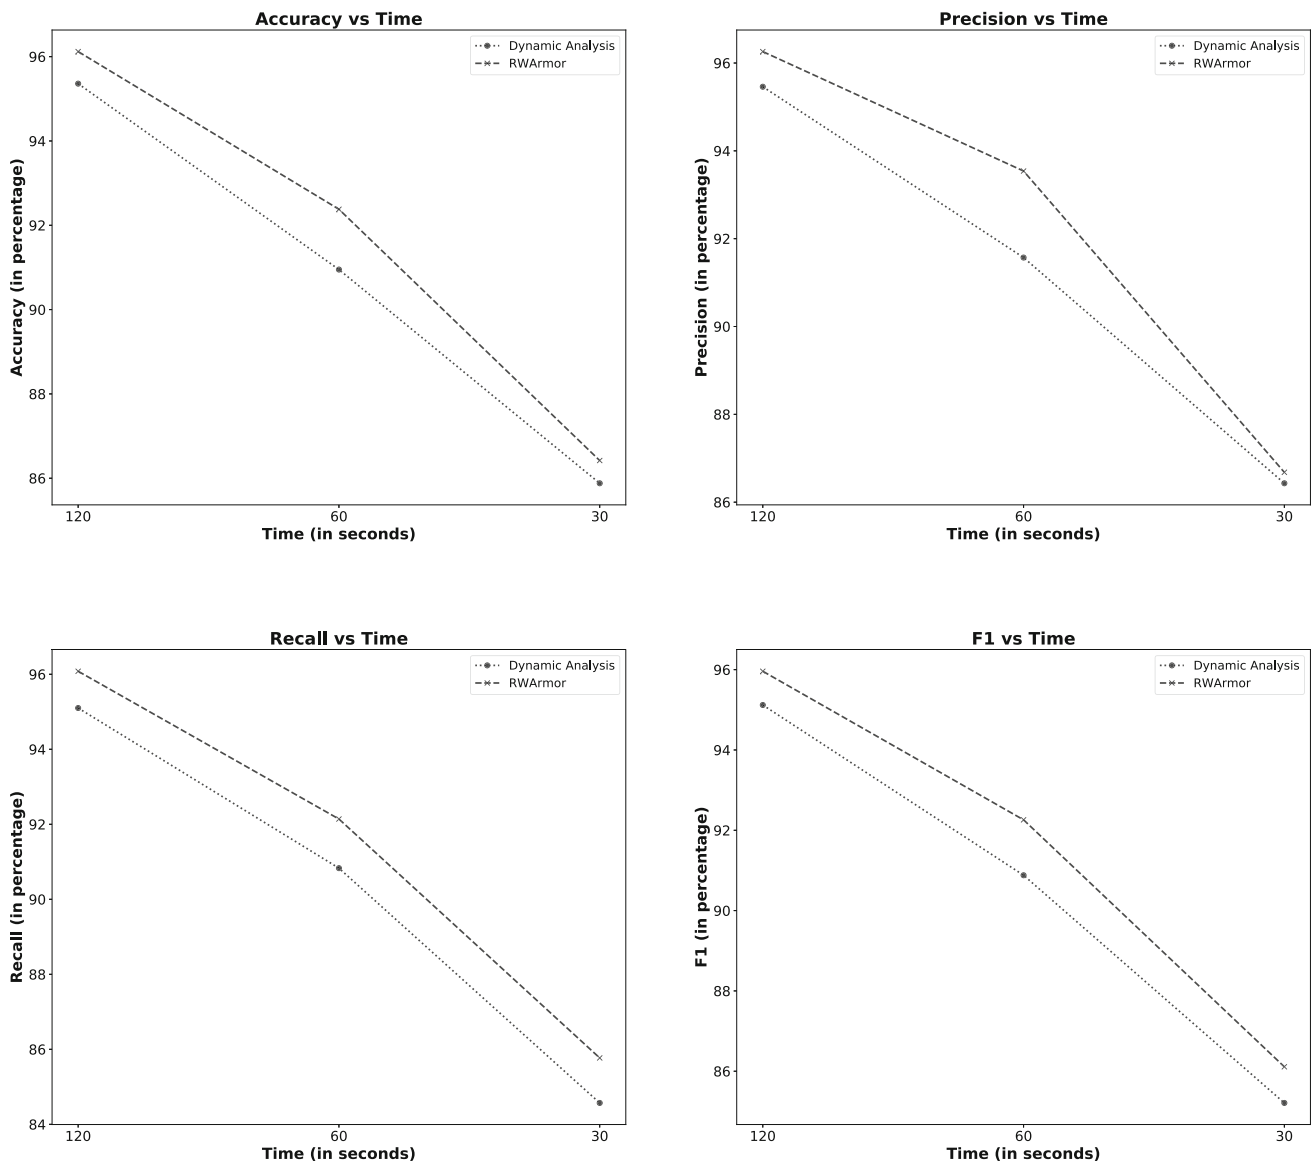 Accuracy vs Time
Dynamic Analysis
RWArmor
96
94
92
90
88
86
Accuracy (in percentage)
120
60
30
Time (in seconds)
Precision vs Time
Dynamic Analysis
RWArmor
96
94
92
90
88
86
Precision (in percentage)
120
60
30
Time (in seconds)
Recall vs Time
Dynamic Analysis
RWArmor
96
94
92
90
88
86
84
Recall (in percentage)
120
60
30
Time (in seconds)
F1 vs Time
Dynamic Analysis
RWArmor
96
94
92
90
88
86
F1 (in percentage)
120
60
30
Time (in seconds)